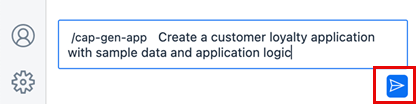 /cap-gen-app Create a customer loyalty application
with sample data and application logic